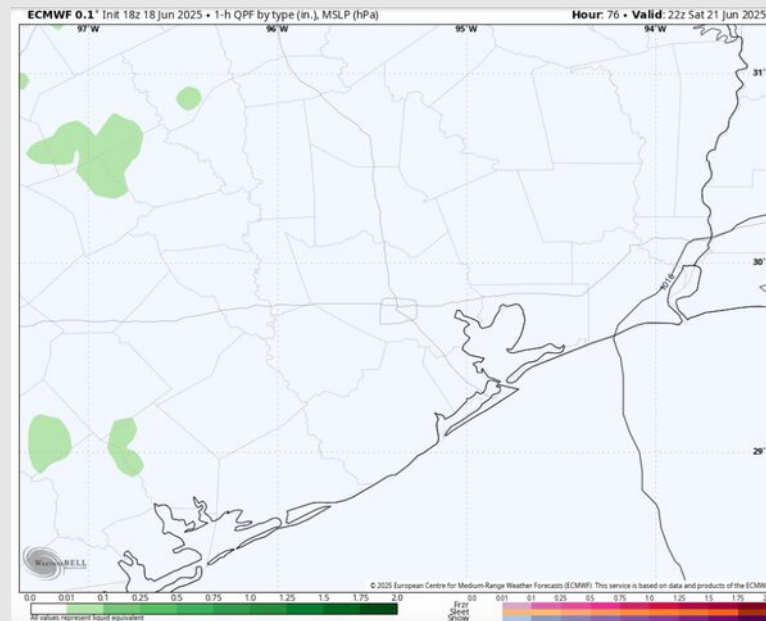 ECMWF 0.1° Init 18z 18 Jun 2025 • 1-h QPF by type (in.), MSLP (hPa)
Hour: 76 • Valid: 22z Sat 21 Jun 2025
97°W 96°W 95°W 94°W
31°
30°
1016
29°
WeatherBELL
© 2025 European Centre for Medium-Range Weather Forecasts (ECMWF). This service is based on data and products of the ECMW
0.0 0.01 0.1 0.25 0.5 0.75 1.0 1.25 1.5 1.75 2.0
0.0 0.01 0.1 0.25 0.5 0.75 1.0 1.25 1.5 1.75 2.0
All values represent liquid equivalent
Frzr
Sleet
Snow